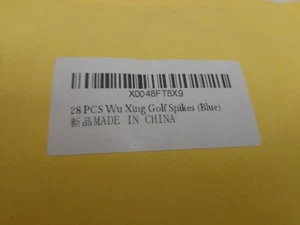 X0048FT8X9
28 PCS Wu Xing Golf Spikes (Blue)
新品MADE IN CHINA